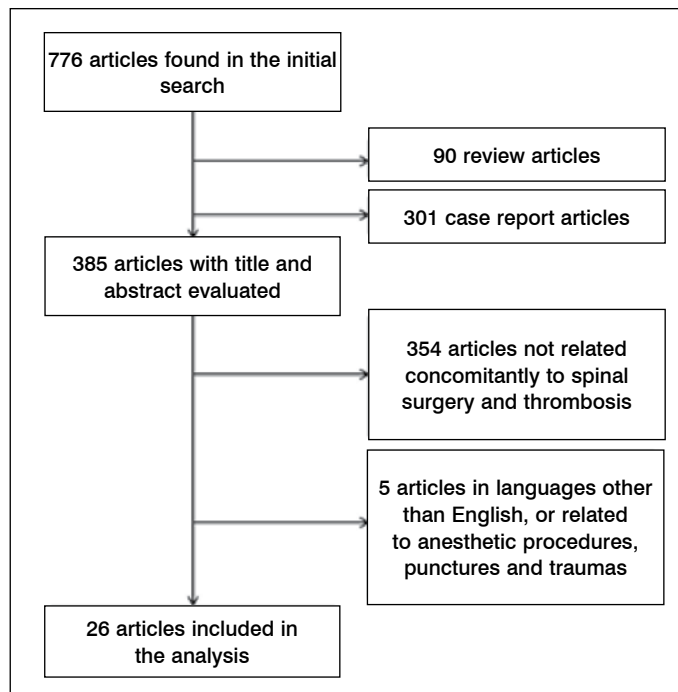 776 articles found in the initial
search
90 review articles
301 case report articles
385 articles with title and
abstract evaluated
354 articles not related
concomitantly to spinal
surgery and thrombosis
5 articles in languages other
than English, or related
to anesthetic procedures,
punctures and traumas
26 articles included in
the analysis